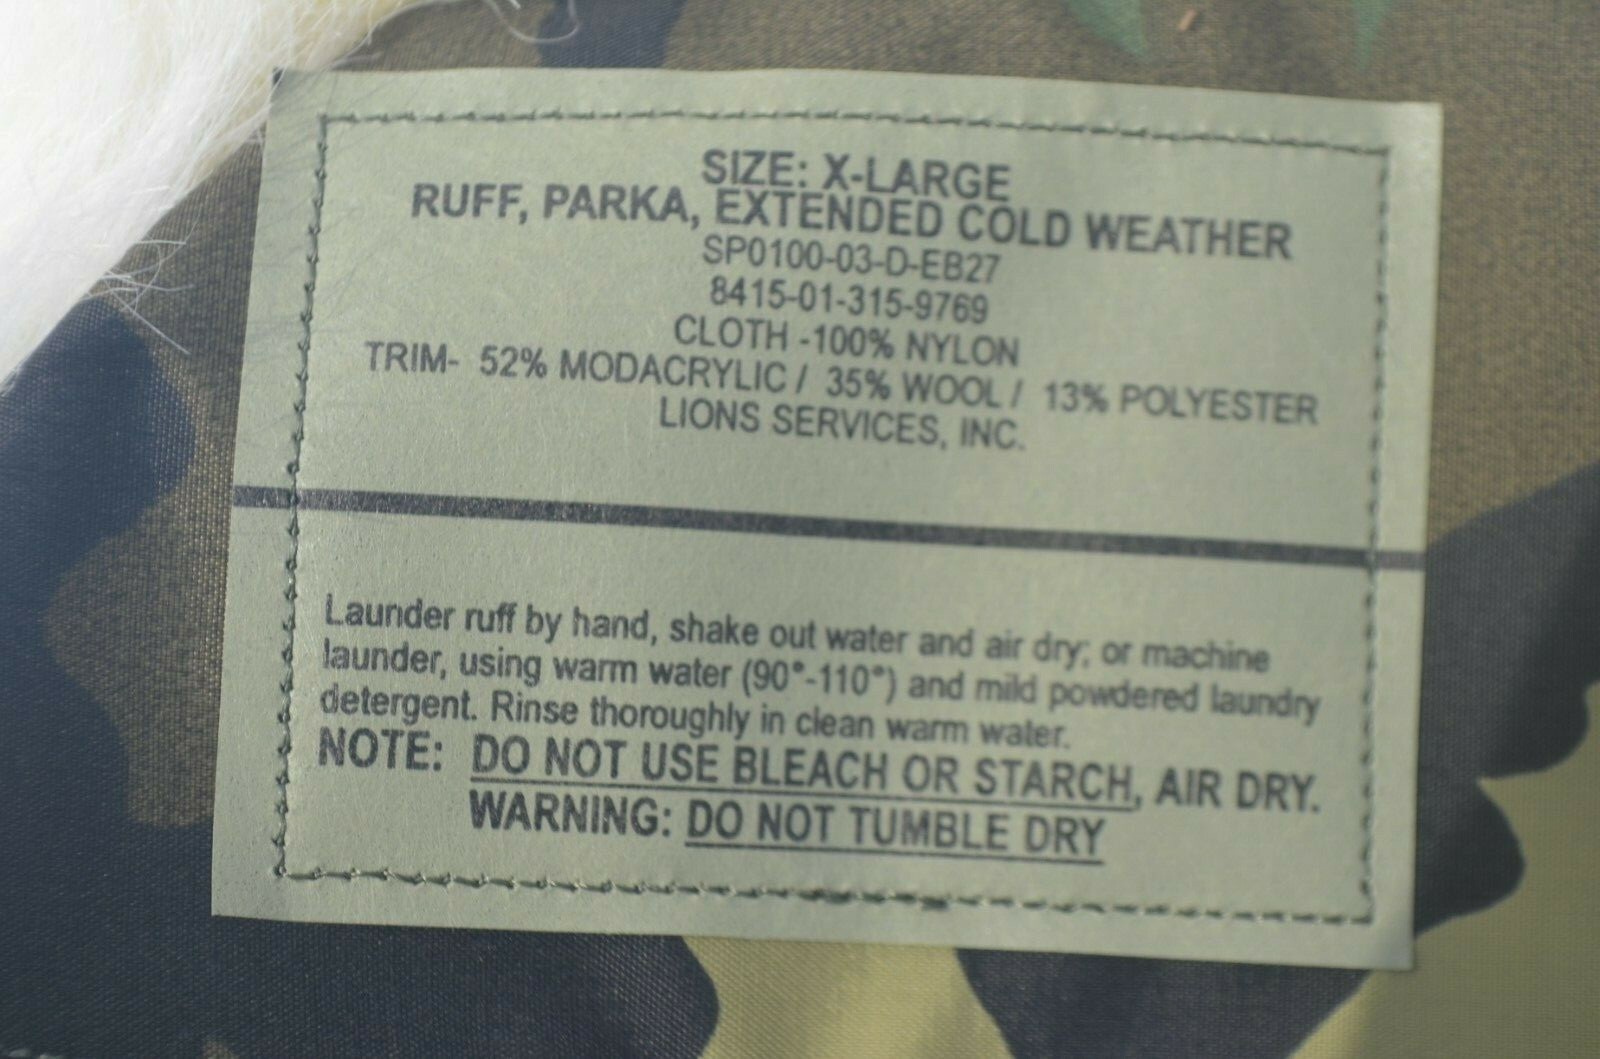 SIZE: X-LARGE
RUFF, PARKA, EXTENDED COLD WEATHER
SP0100-03-D-EB27
8415-01-315-9769
CLOTH -100% NYLON
TRIM- 52% MODACRYLIC / 35% WOOL / 13% POLYESTER
LIONS SERVICES, INC.
Launder ruff by hand, shake out water and air dry; or machine
launder, using warm water (90°-110°) and mild powdered laundry
detergent. Rinse thoroughly in clean warm water.
NOTE: DO NOT USE BLEACH OR STARCH, AIR DRY.
WARNING: DO NOT TUMBLE DRY